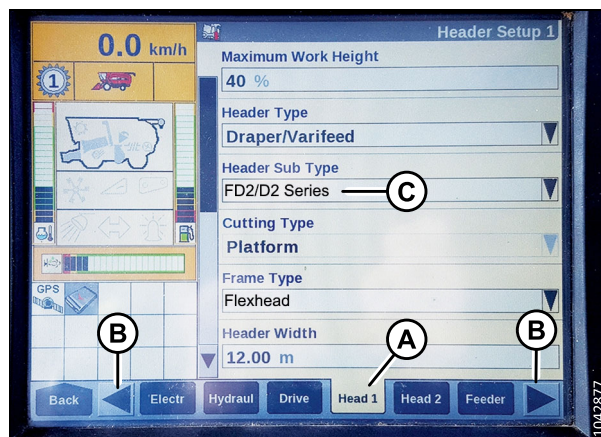 Header Setup 1
0.0 km/h
1
Maximum Work Height
40 %
Header Type
Draper/Varifeed
Header Sub Type
FD2/D2 Series
C
Cutting Type
Platform
Frame Type
Flexhead
GPS
Header Width
12.00 m
B
A
B
Back
Electr
Hydraul
Drive
Head 1
Head 2
Feeder
1042877